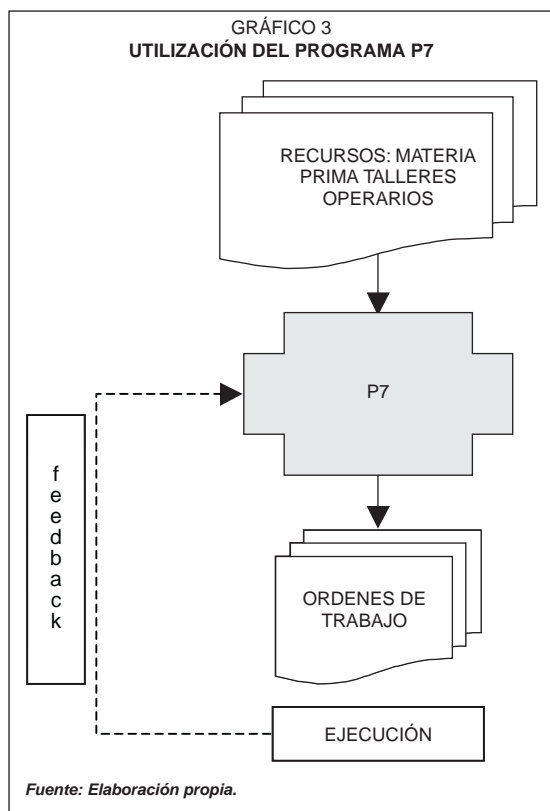 GRÁFICO 3
UTILIZACIÓN DEL PROGRAMA P7
RECURSOS: MATERIA
PRIMA TALLERES
OPERARIOS
P7
feedback
ORDENES DE
TRABAJO
EJECUCIÓN
Fuente: Elaboración propia.